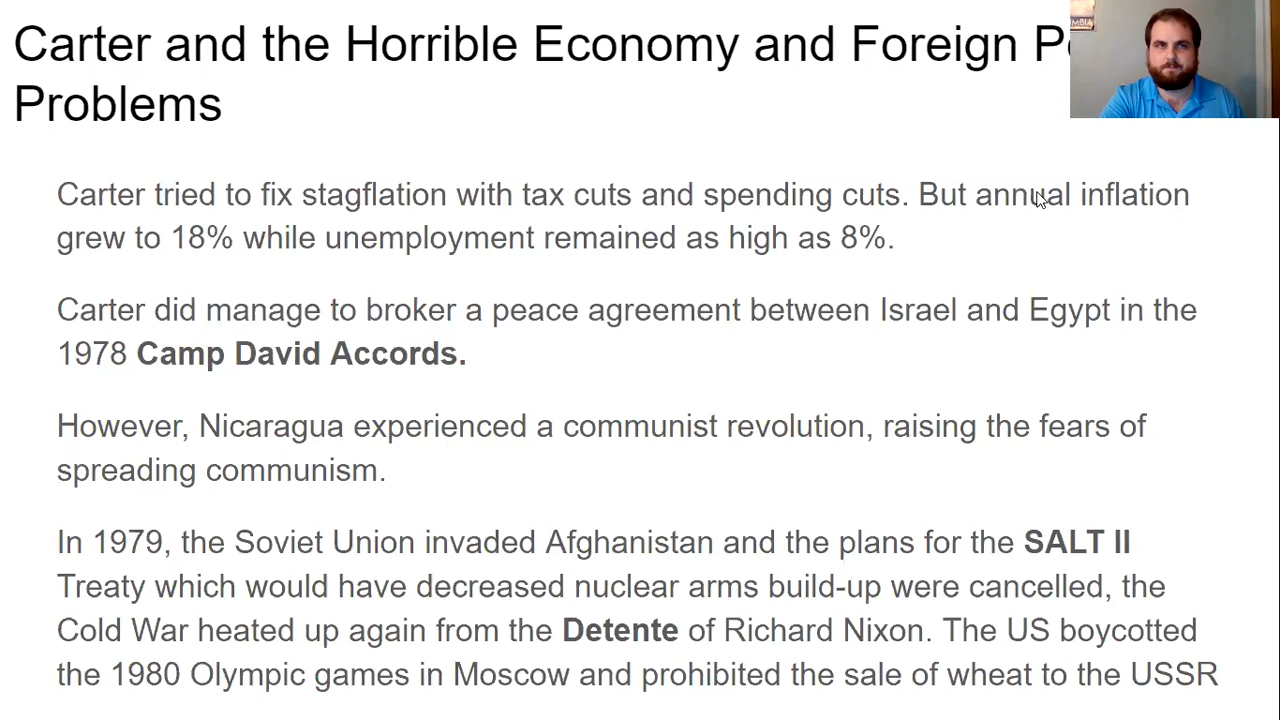 Carter and the Horrible Economy and Foreign
Problems
Carter tried to fix stagflation with tax cuts and spending cuts. But annual inflation
grew to 18% while unemployment remained as high as 8%.
Carter did manage to broker a peace agreement between Israel and Egypt in the
1978 Camp David Accords.
However, Nicaragua experienced a communist revolution, raising the fears of
spreading communism.
In 1979, the Soviet Union invaded Afghanistan and the plans for the SALT II
Treaty which would have decreased nuclear arms build-up were cancelled, the
Cold War heated up again from the Detente of Richard Nixon. The US boycotted
the 1980 Olympic games in Moscow and prohibited the sale of wheat to the USSR